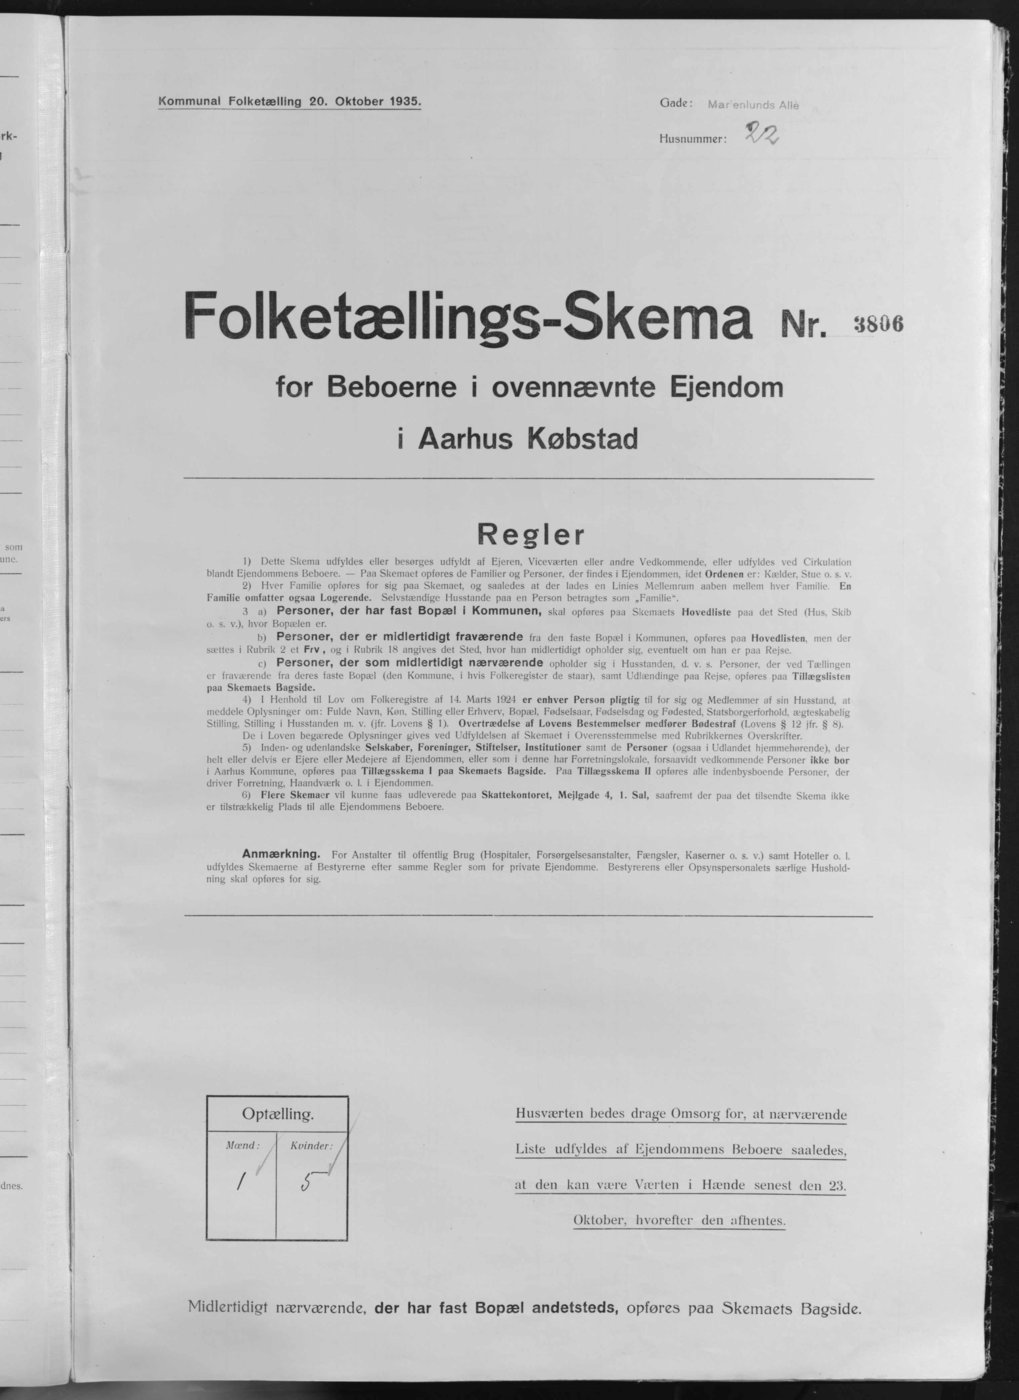 Kommunal Folketælling 20. Oktober 1935.
Gade: Marienlunds Alle
Husnummer: 22
Folketællings-Skema Nr. 3806
for Beboerne i ovennævnte Ejendom
i Aarhus Købstad
Regler
1) Dette Skema udfyldes eller besørges udfyldt af Ejeren, Viceværten eller andre Vedkommende, eller udfyldes ved Cirkulation
blandt Ejendommens Beboere. — Paa Skemaet opføres de Familier og Personer, der findes i Ejendommen, idet Ordenen er: Kælder, Stue o. s. v.
2) Hver Familie opføres for sig paa Skemaet, og saaledes at der lades en Linies Mellemrum aaben mellem hver Familie. En
Familie omfatter ogsaa Logerende. Selvstændige Husstande paa en Person betragtes som „Familie".
3 a) Personer, der har fast Bopæl i Kommunen, skal opføres paa Skemaets Hovedliste paa det Sted (Hus, Skib
o. s. v.), hvor Bopælen er.
b) Personer, der er midlertidigt fraværende fra den faste Bopæl i Kommunen, opføres paa Hovedlisten, men der
sættes i Rubrik 2 et Frv, og i Rubrik 18 angives det Sted, hvor han midlertidigt opholder sig, eventuelt om han er paa Rejse.
c) Personer, der som midlertidigt nærværende opholder sig i Husstanden, d. v. s. Personer, der ved Tællingen
er fraværende fra deres faste Bopæl (den Kommune, i hvis Folkeregister de staar), samt Udlændinge paa Rejse, opføres paa Tillægslisten
paa Skemaets Bagside.
4) I Henhold til Lov om Folkeregistre af 14. Marts 1924 er enhver Person pligtig til for sig og Medlemmer af sin Husstand, at
meddele Oplysninger om: Fulde Navn, Køn, Stilling eller Erhverv, Bopæl, Fødselsaar, Fødselsdag og Fødested, Statsborgerforhold, ægteskabelig
Stilling, Stilling i Husstanden m. v. (jfr. Lovens § 1). Overtrædelse af Lovens Bestemmelser medfører Bødestraf (Lovens § 12 jfr. § 8).
De i Loven begærede Oplysninger gives ved Udfyldelsen af Skemaet i Overensstemmelse med Rubrikkernes Overskrifter.
5) Inden- og udenlandske Selskaber, Foreninger, Stiftelser, Institutioner samt de Personer (ogsaa i Udlandet hjemmehørende), der
helt eller delvis er Ejere eller Medejere af Ejendommen, eller som i denne har Forretningslokale, forsaavidt vedkommende Personer ikke bor
i Aarhus Kommune, opføres paa Tillægsskema I paa Skemaets Bagside. Paa Tillægsskema II opføres alle indenbysboende Personer, der
driver Forretning, Haandværk o. l. i Ejendommen.
6) Flere Skemaer vil kunne faas udleverede paa Skattekontoret, Mejlgade 4, 1. Sal, saafremt der paa det tilsendte Skema ikke
er tilstrækkelig Plads til alle Ejendommens Beboere.
Anmærkning. For Anstalter til offentlig Brug (Hospitaler, Forsørgelsesanstalter, Fængsler, Kaserner o. s. v.) samt Hoteller o. l.
udfyldes Skemaerne af Bestyrerne efter samme Regler som for private Ejendomme. Bestyrerens eller Opsynspersonalets særlige Hushold-
ning skal opføres for sig.
Optælling.
Mænd: Kvinder:
1 5
Husværten bedes drage Omsorg for, at nærværende
Liste udfyldes af Ejendommens Beboere saaledes,
at den kan være Værten i Hænde senest den 23.
Oktober, hvorefter den afhentes.
Midlertidigt nærværende, der har fast Bopæl andetsteds, opføres paa Skemaets Bagside.
rk-
som
une.
a
ers
dnes.